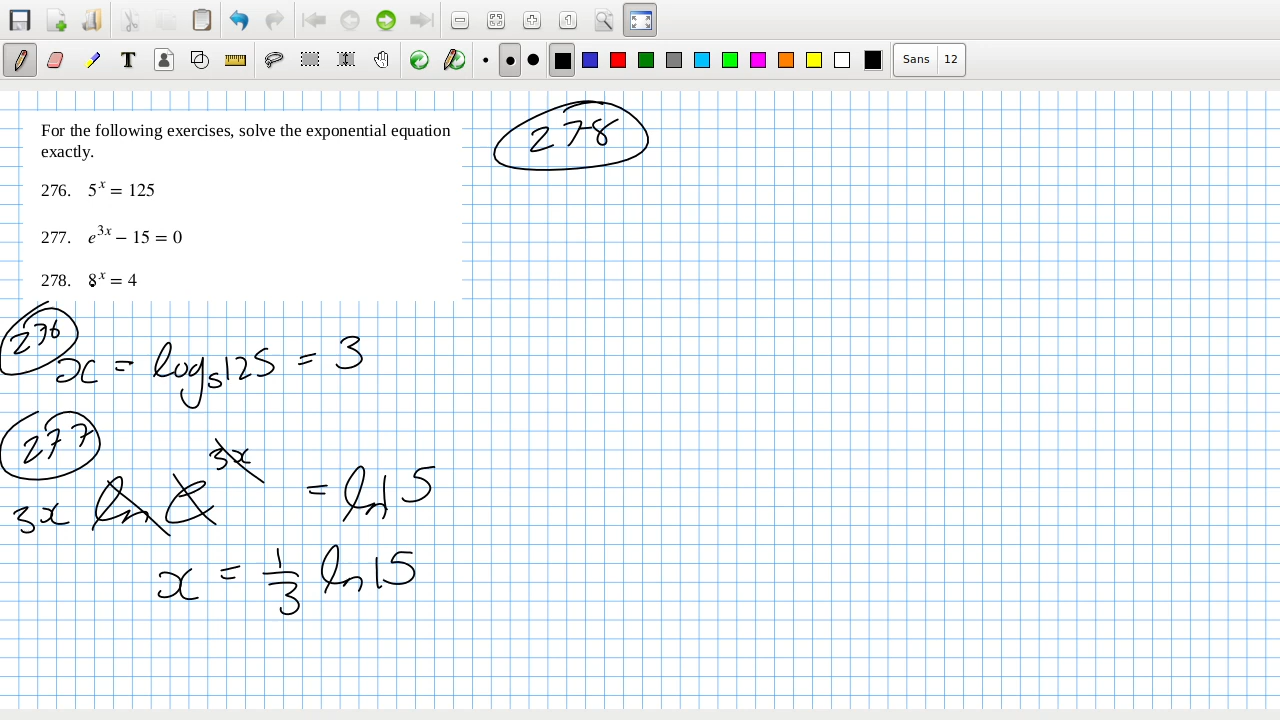 Sans 12
For the following exercises, solve the exponential equation
exactly.
276. 5^x = 125
277. e^{3x} − 15 = 0
278. 8^x = 4
276
x = log_5 125 = 3
277
3x ln e^{3x} = ln 15
x = 1/3 ln 15
278